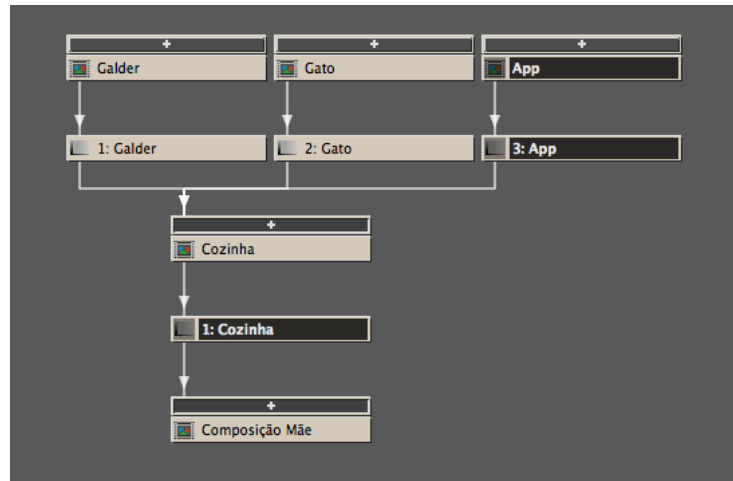 + + +
Galder Gato App
1: Galder 2: Gato 3: App
+
Cozinha
1: Cozinha
+
Composição Mãe